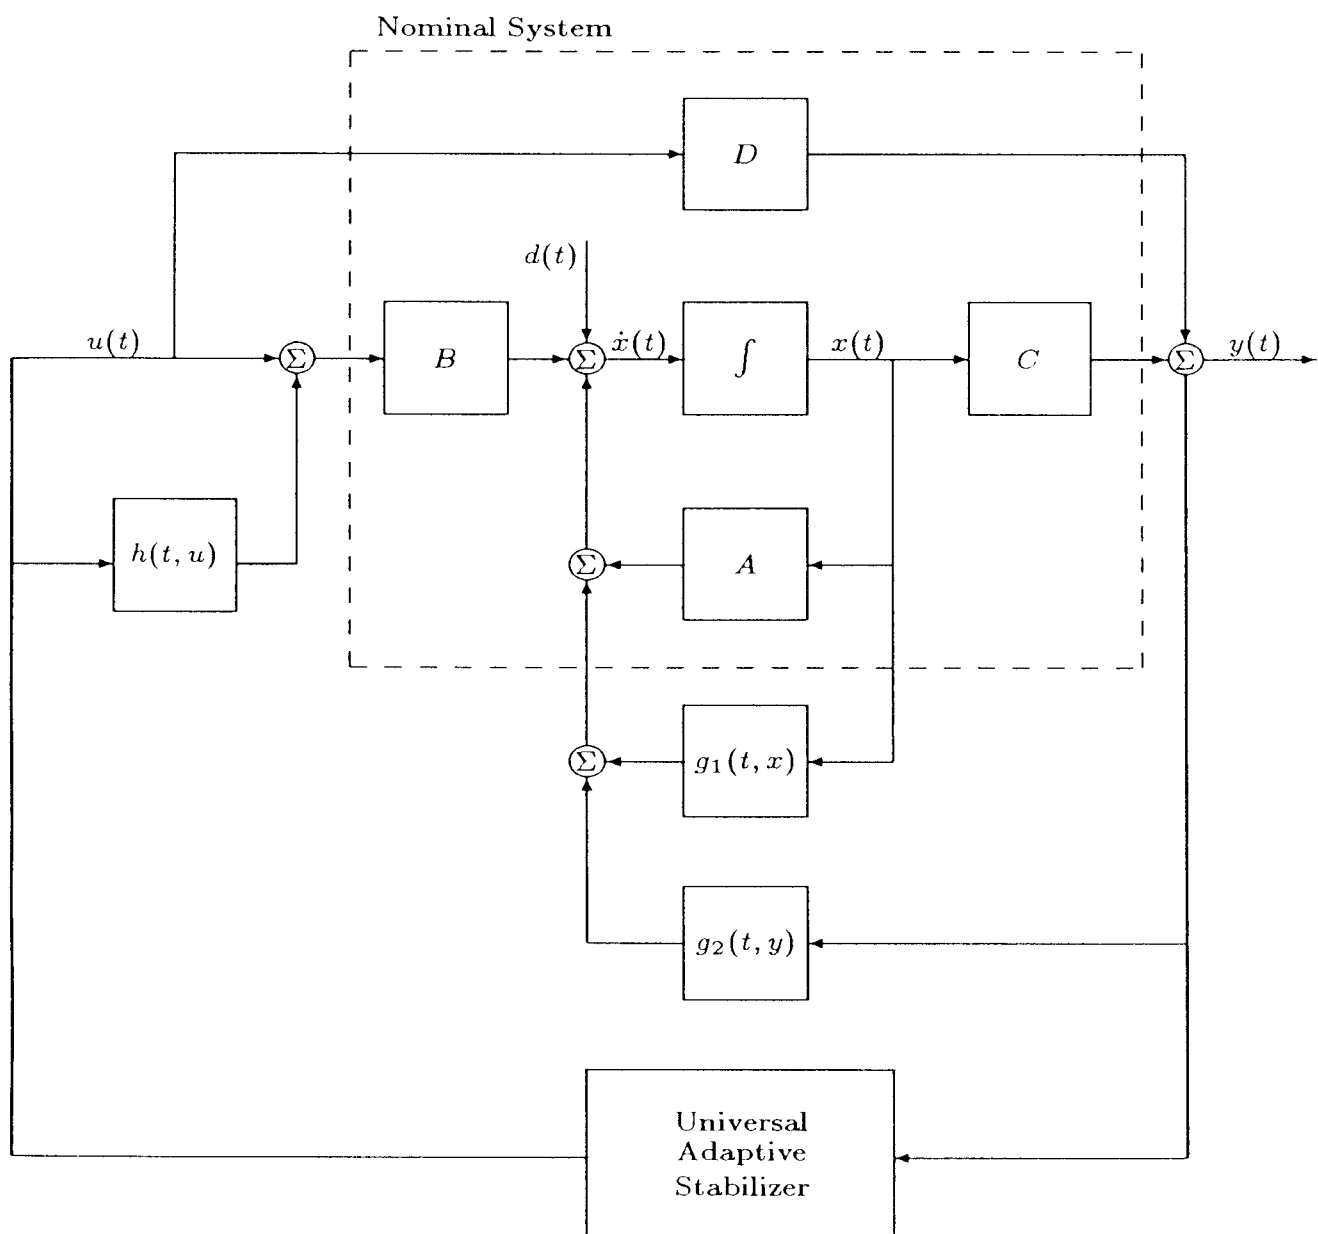 Nominal System
D
d(t)
u(t)
Σ
B
Σ
ẋ(t)
∫
x(t)
C
Σ
y(t)
h(t, u)
Σ
A
Σ
g₁(t, x)
g₂(t, y)
Universal
Adaptive
Stabilizer